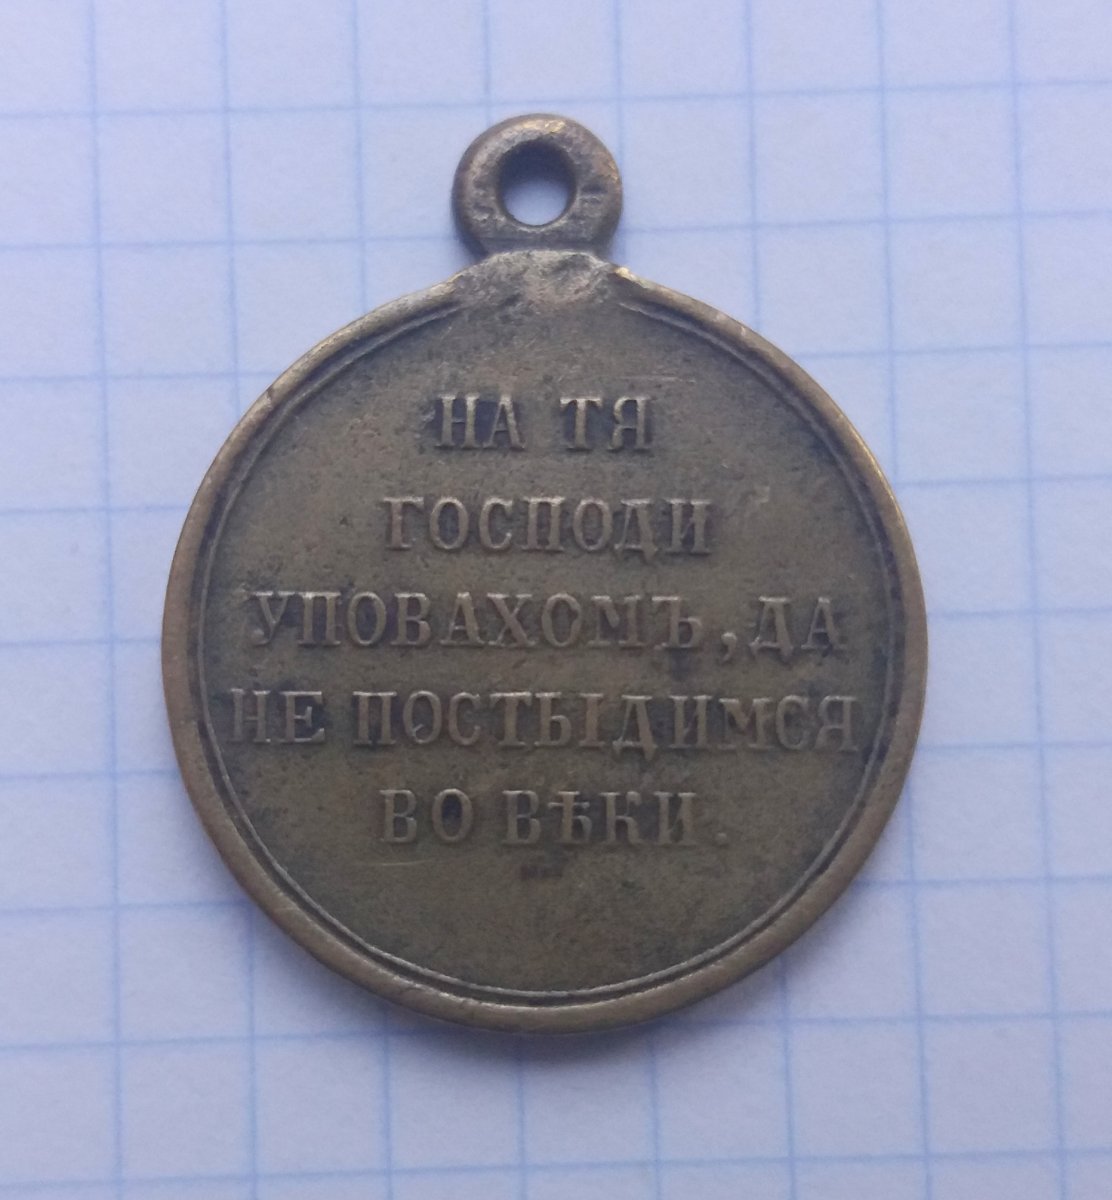 НА ТЯ
ГОСПОДИ
УПОВАХОМЪ, ДА
НЕ ПОСТЫДИМСЯ
ВО ВѢКИ.